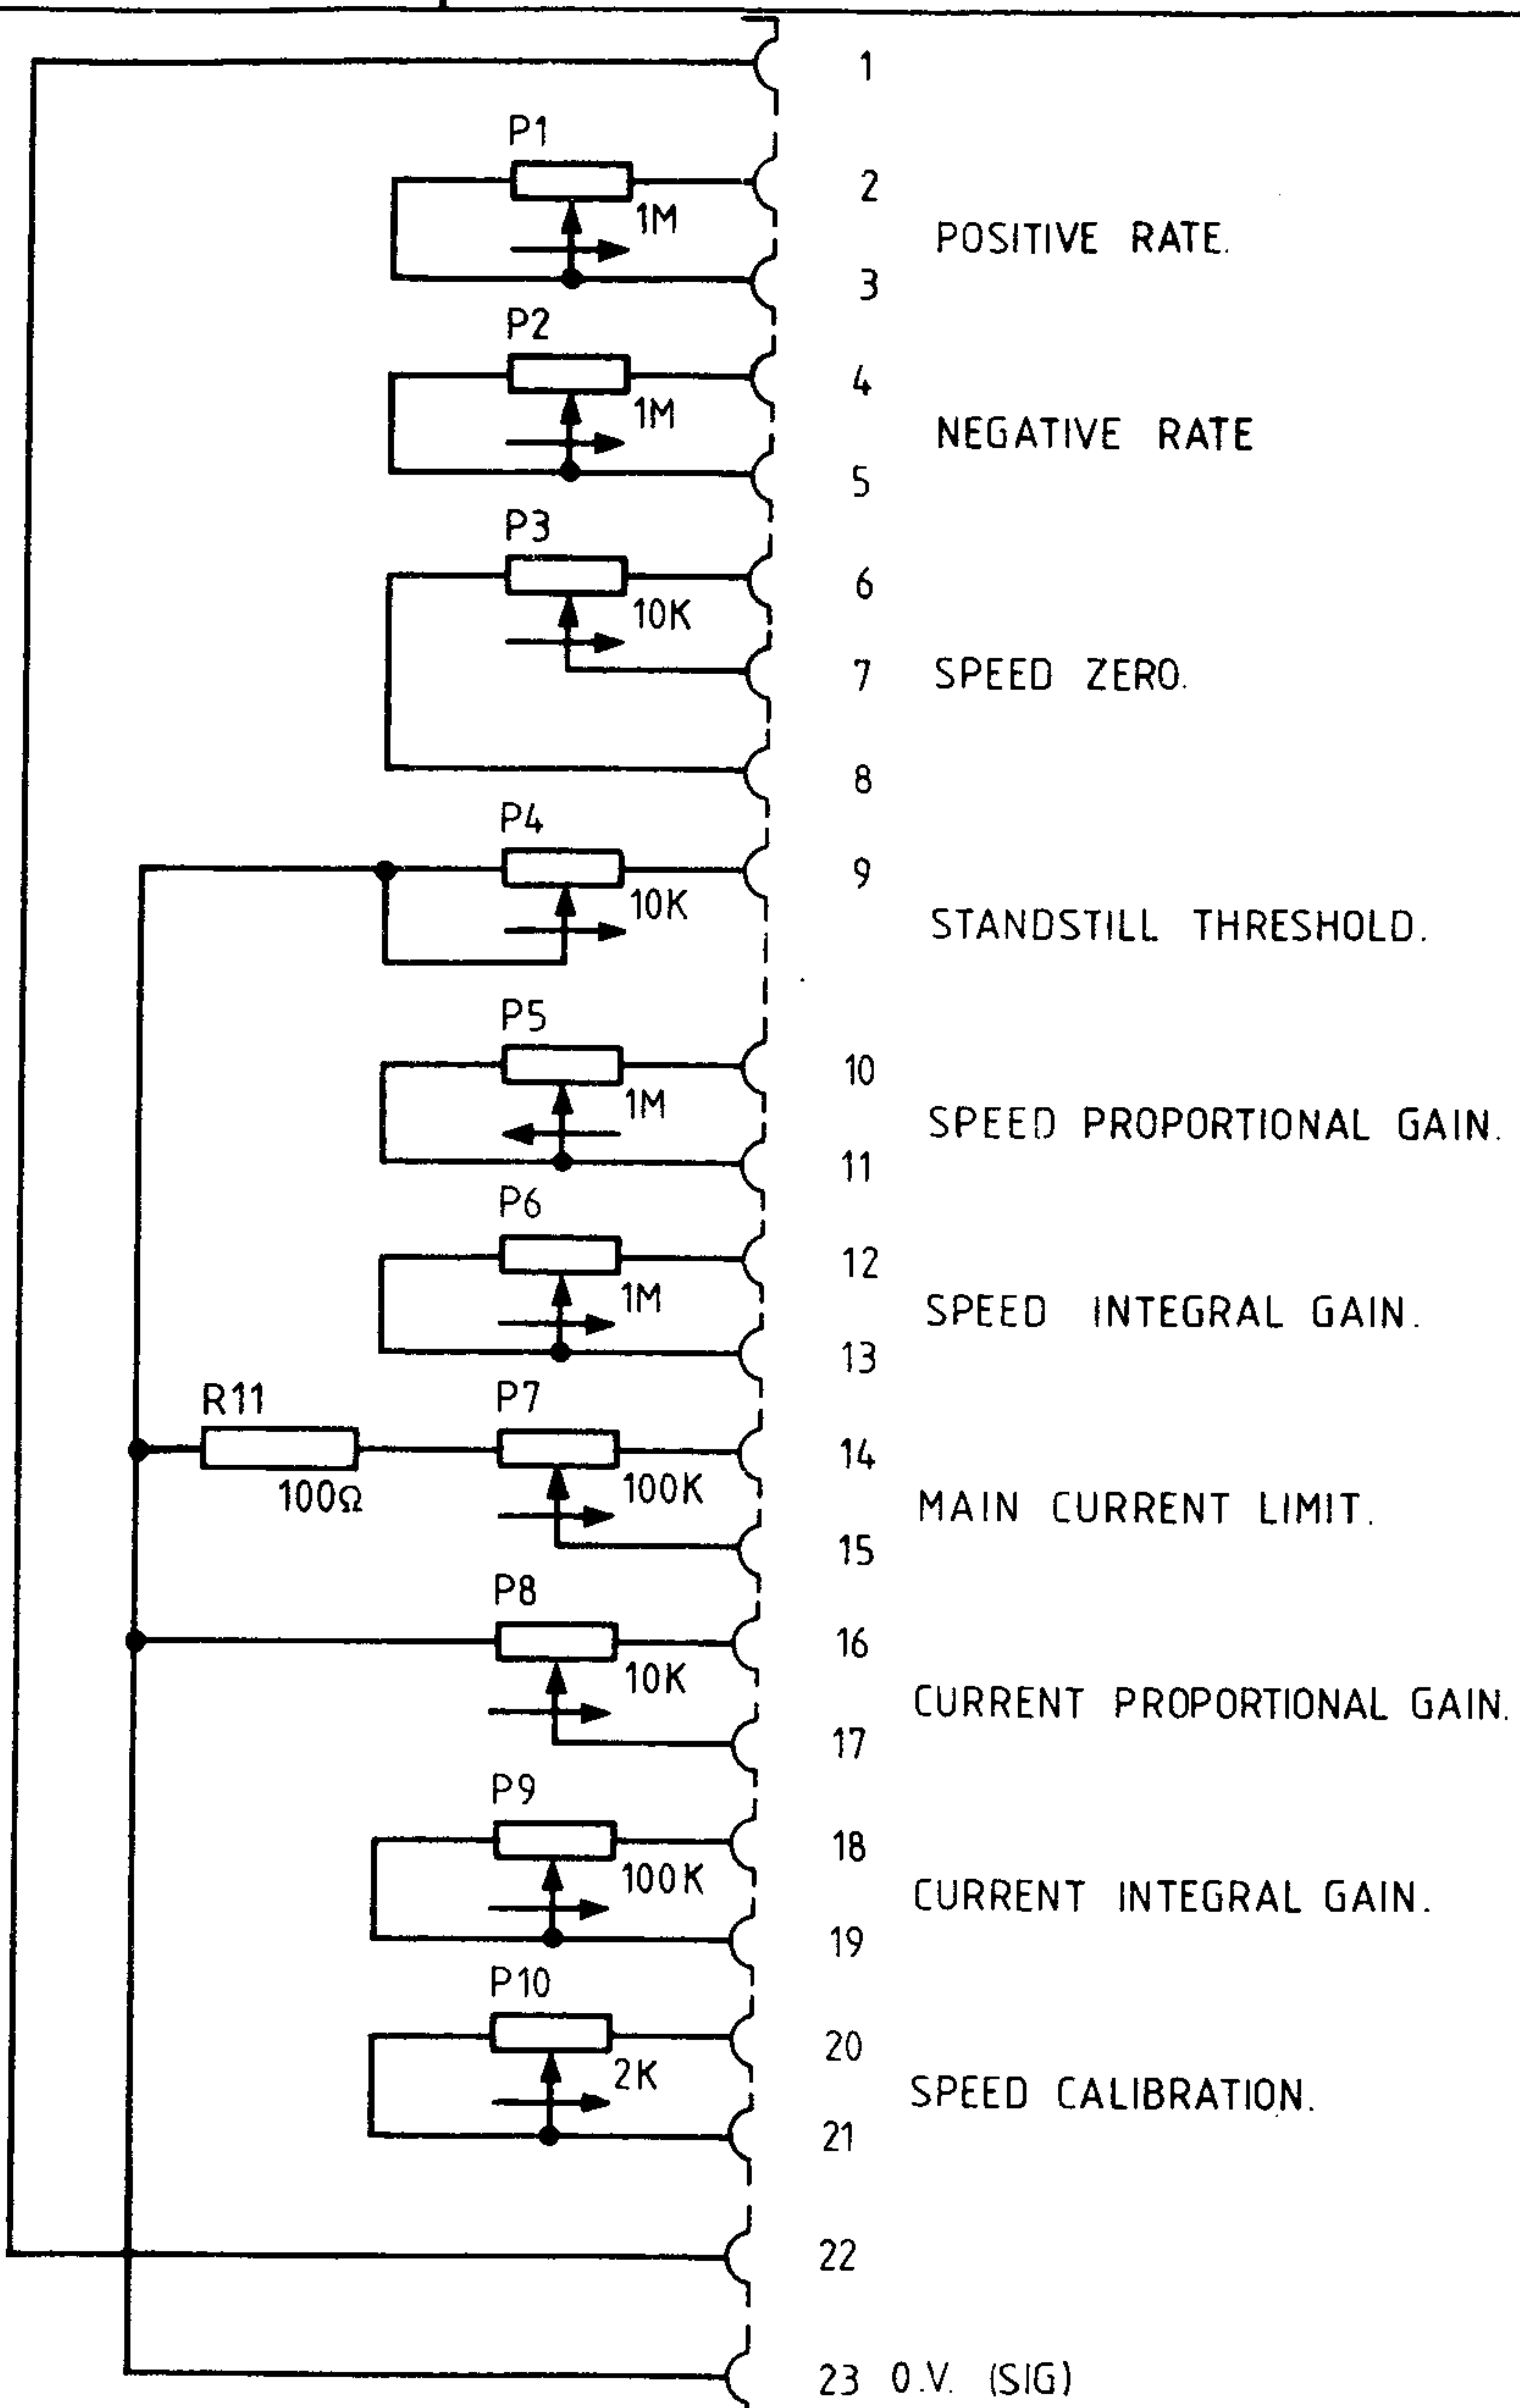 1
P1
2
1M
POSITIVE RATE.
3
P2
4
1M
NEGATIVE RATE
5
P3
6
10K
7 SPEED ZERO.
8
P4
9
10K
STANDSTILL THRESHOLD.
P5
10
1M
SPEED PROPORTIONAL GAIN.
11
P6
12
1M
SPEED INTEGRAL GAIN.
13
R11
P7
14
100Ω
100K
MAIN CURRENT LIMIT.
15
P8
16
10K
CURRENT PROPORTIONAL GAIN.
17
P9
18
100K
CURRENT INTEGRAL GAIN.
19
P10
20
2K
SPEED CALIBRATION.
21
22
23 0.V. (SIG)